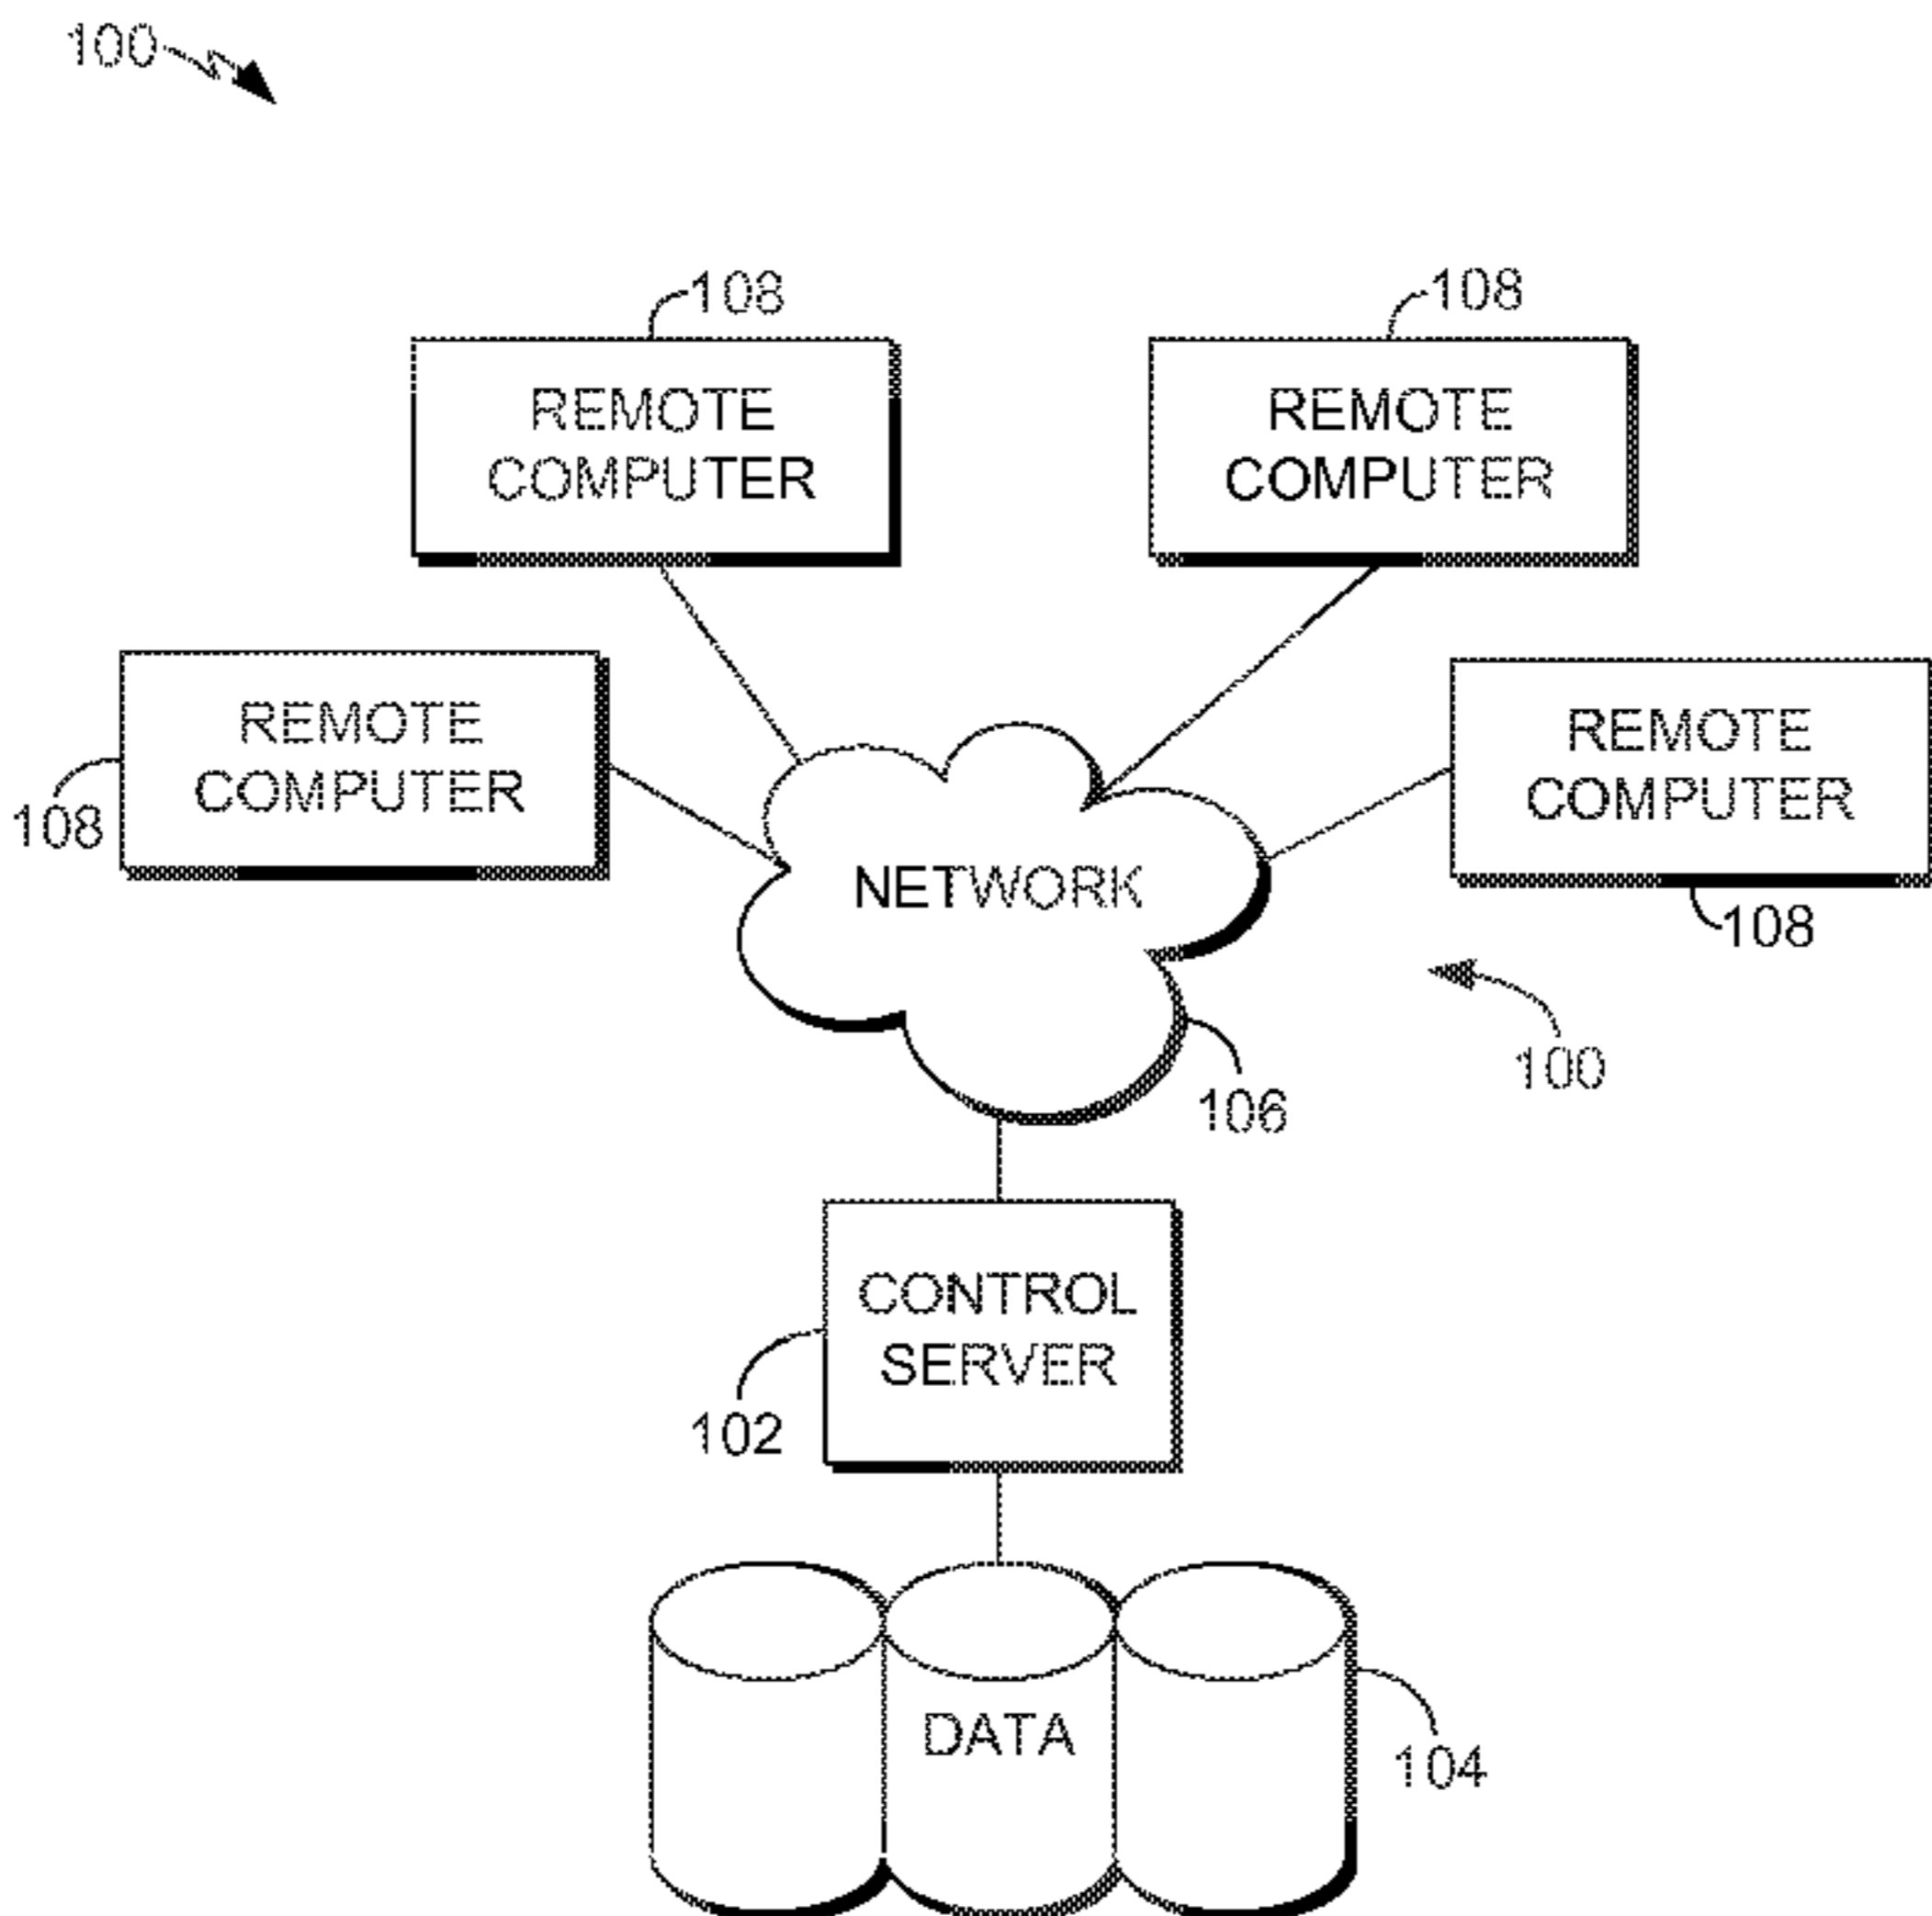 100
108
108
REMOTE
COMPUTER
REMOTE
COMPUTER
REMOTE
COMPUTER
108
REMOTE
COMPUTER
108
NETWORK
100
106
CONTROL
SERVER
102
DATA
104